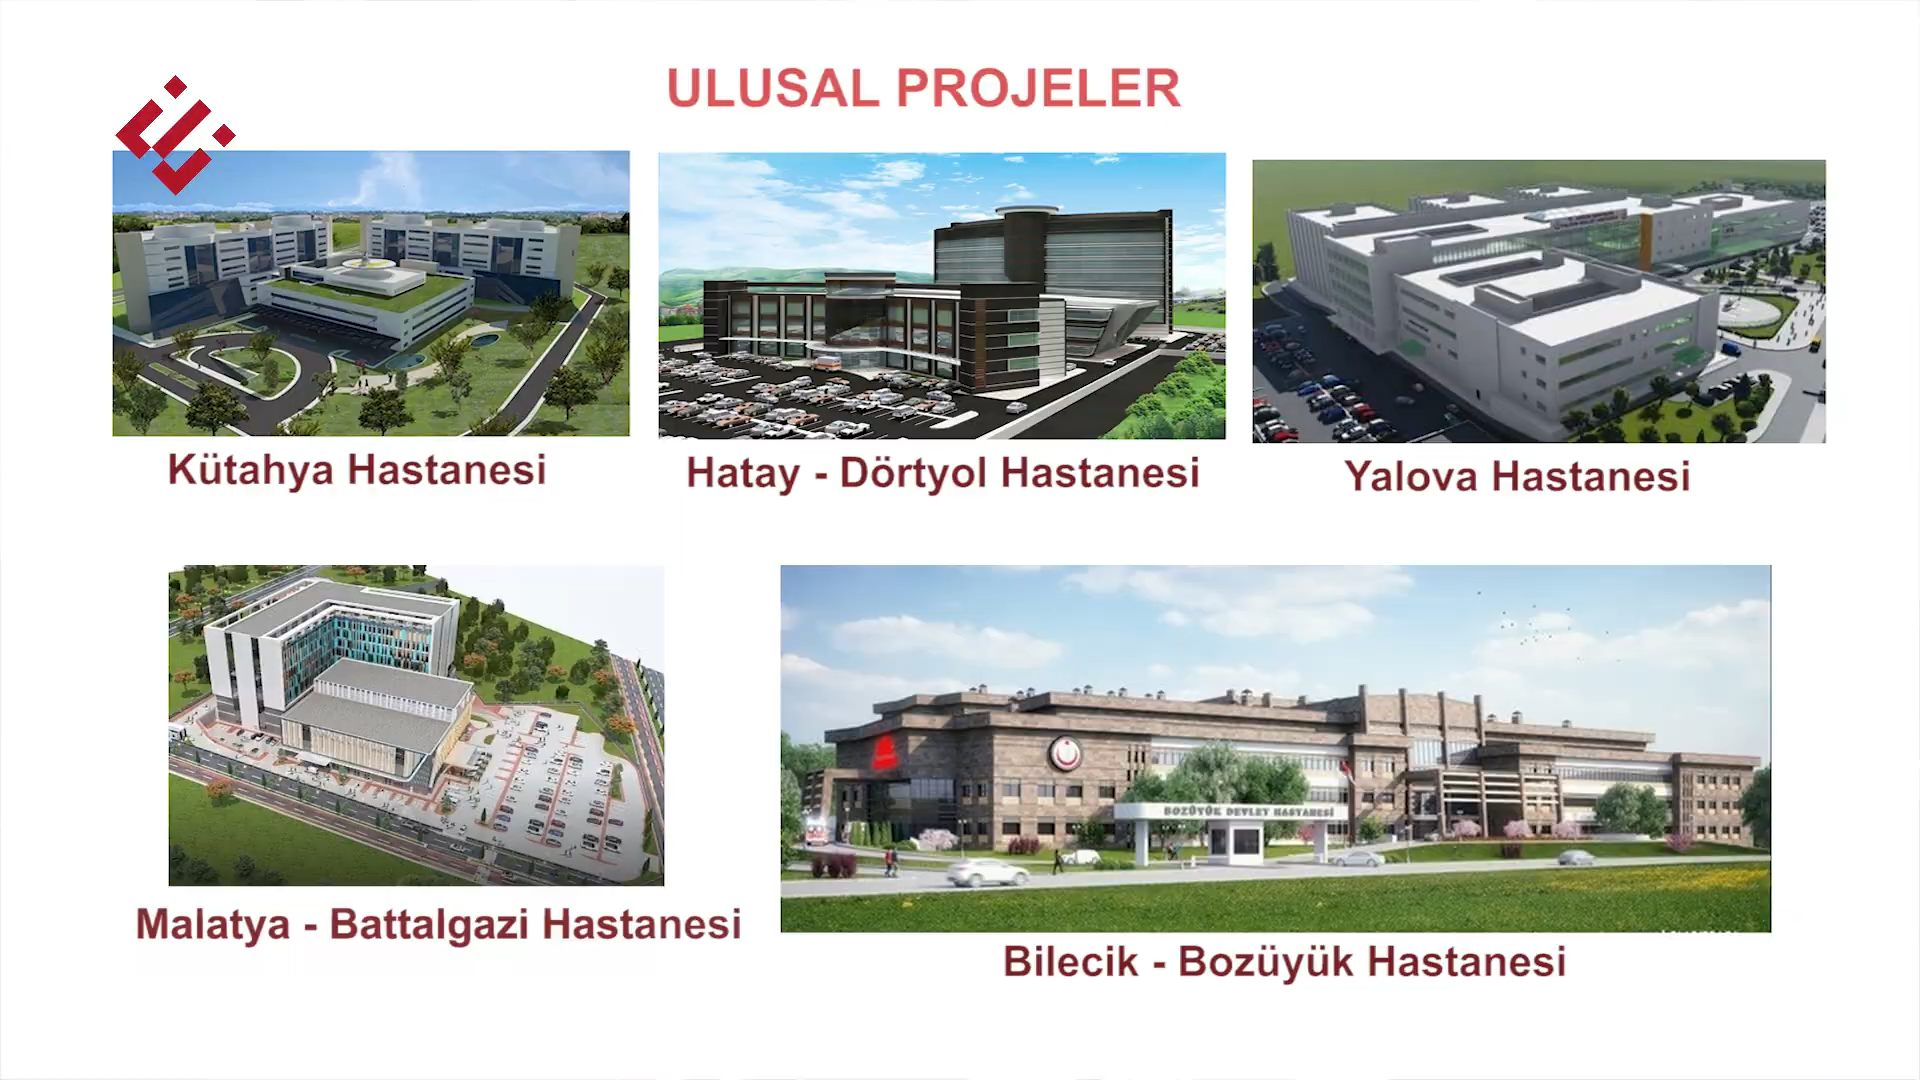 ULUSAL PROJELER
Kütahya Hastanesi
Hatay - Dörtyol Hastanesi
Yalova Hastanesi
BOZÜYÜK DEVLET HASTANESİ
Malatya - Battalgazi Hastanesi
Bilecik - Bozüyük Hastanesi